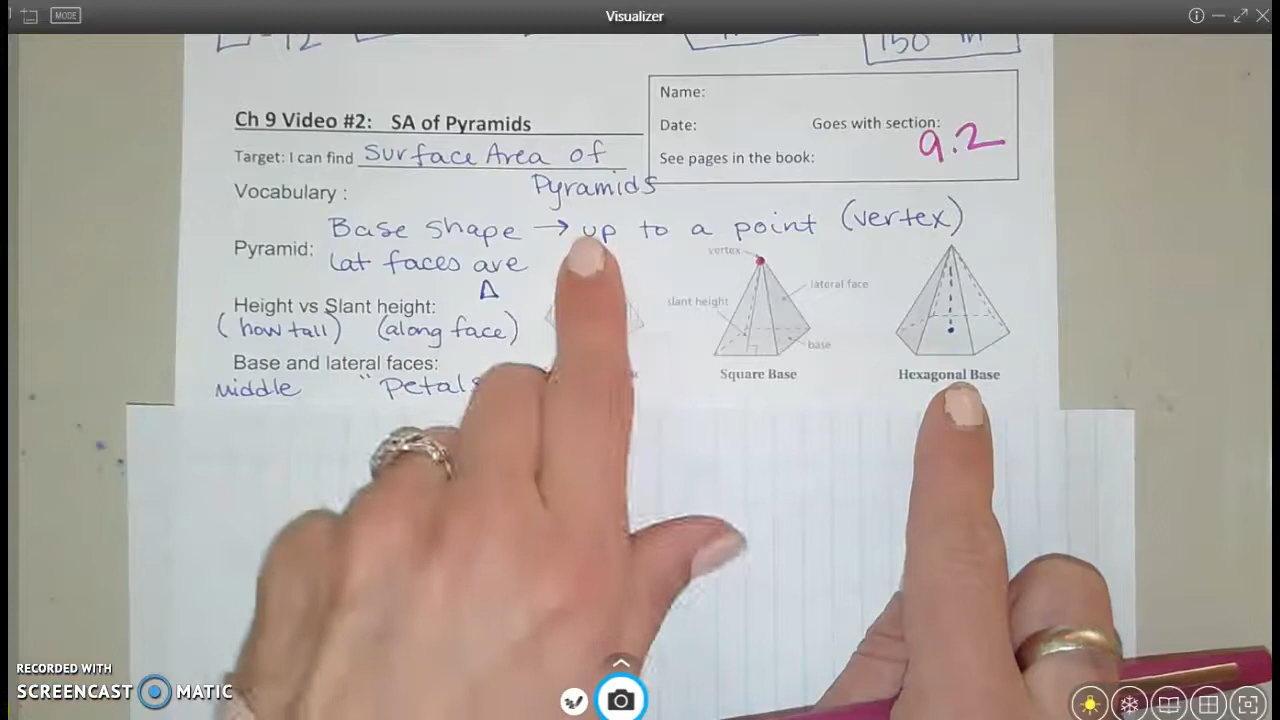 MODE
Visualizer
150 in
Ch 9 Video #2: SA of Pyramids
Name:
Date:
Goes with section:
9.2
See pages in the book:
Target: I can find Surface Area of
Pyramids
Vocabulary :
Base shape → up to a point (vertex)
Pyramid:
lat faces are
Δ
Height vs Slant height:
(how tall) (along face)
Base and lateral faces:
middle "petals
vertex
lateral face
slant height
base
Square Base
Hexagonal Base
RECORDED WITH
SCREENCAST MATIC